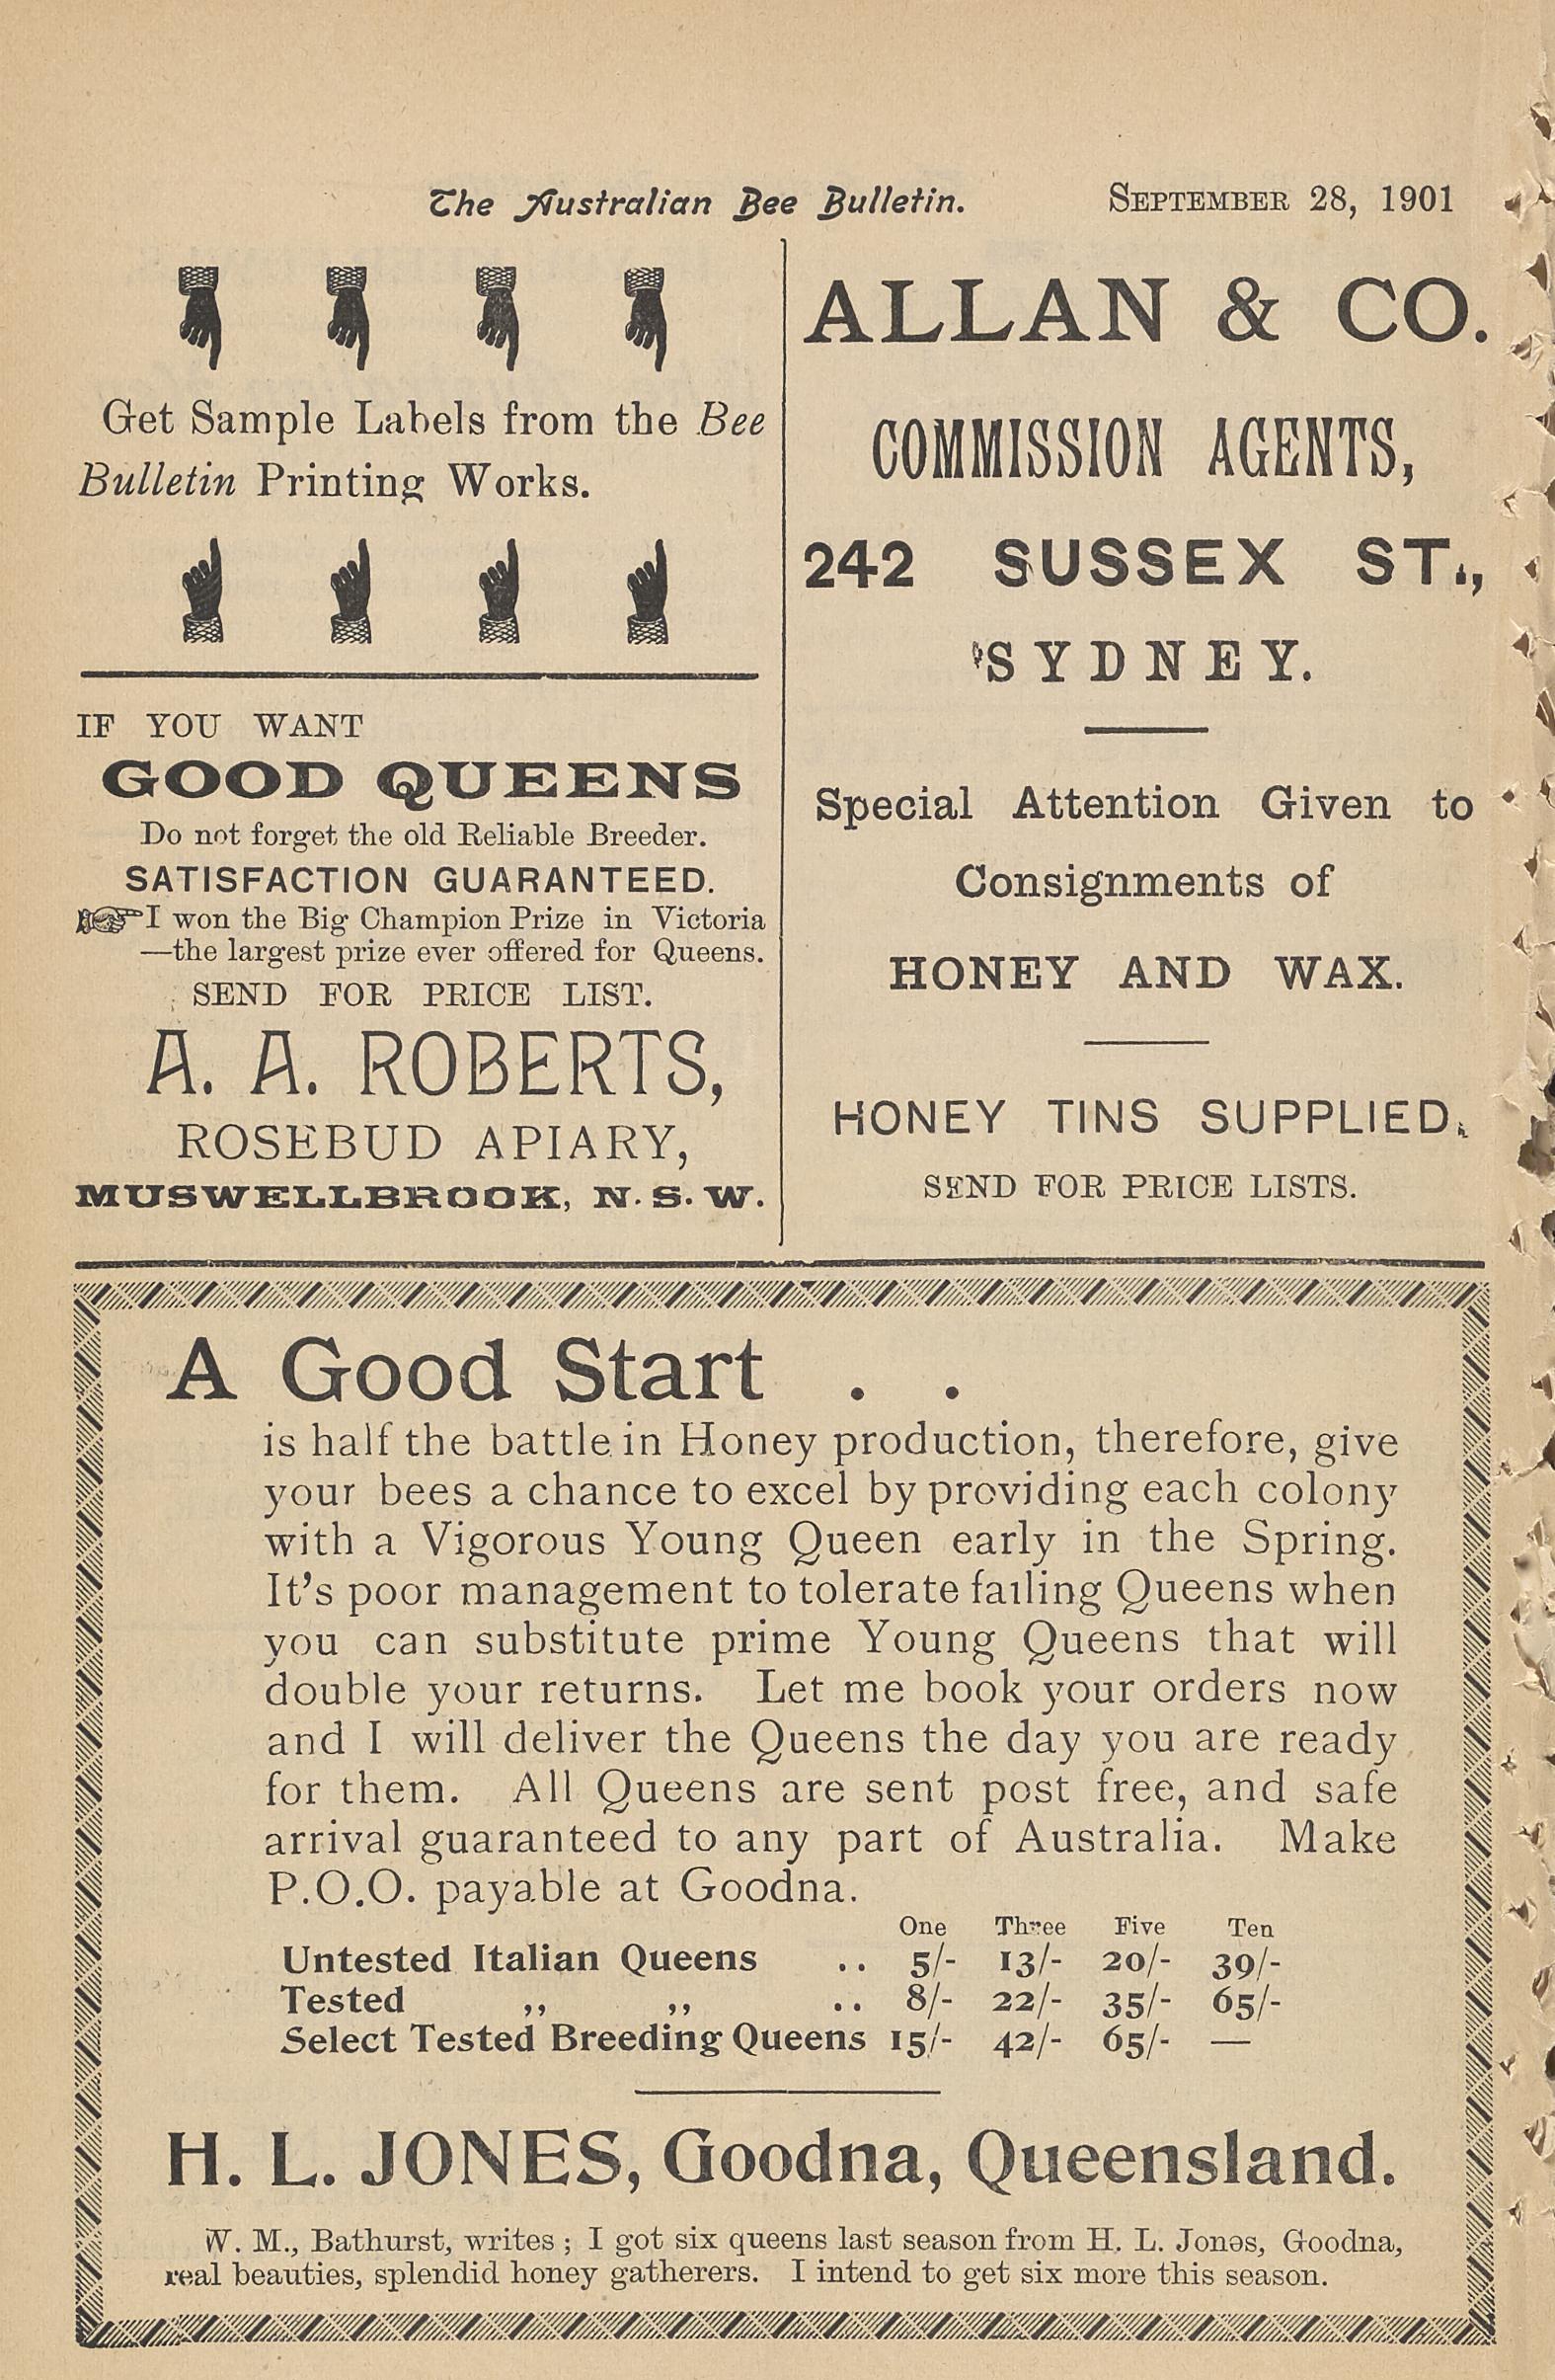 The Australian Bee Bulletin. SEPTEMBER 28, 1901
Get Sample Labels from the Bee
Bulletin Printing Works.
IF YOU WANT
GOOD QUEENS
Do not forget the old Reliable Breeder.
SATISFACTION GUARANTEED.
I won the Big Champion Prize in Victoria
—the largest prize ever offered for Queens.
SEND FOR PRICE LIST.
A. A. ROBERTS,
ROSEBUD APIARY,
MUSWELLBROOK, N. S. W.
ALLAN & CO.
COMMISSION AGENTS,
242 SUSSEX ST.,
SYDNEY.
Special Attention Given to
Consignments of
HONEY AND WAX.
HONEY TINS SUPPLIED.
SEND FOR PRICE LISTS.
A Good Start . .
is half the battle in Honey production, therefore, give
your bees a chance to excel by providing each colony
with a Vigorous Young Queen early in the Spring.
It's poor management to tolerate failing Queens when
you can substitute prime Young Queens that will
double your returns. Let me book your orders now
and I will deliver the Queens the day you are ready
for them. All Queens are sent post free, and safe
arrival guaranteed to any part of Australia. Make
P.O.O. payable at Goodna.
One Three Five Ten
Untested Italian Queens .. 5/- 13/- 20/- 39/-
Tested ,, ,, .. 8/- 22/- 35/- 65/-
Select Tested Breeding Queens 15/- 42/- 65/- —
H. L. JONES, Goodna, Queensland.
W. M., Bathurst, writes ; I got six queens last season from H. L. Jones, Goodna,
real beauties, splendid honey gatherers. I intend to get six more this season.